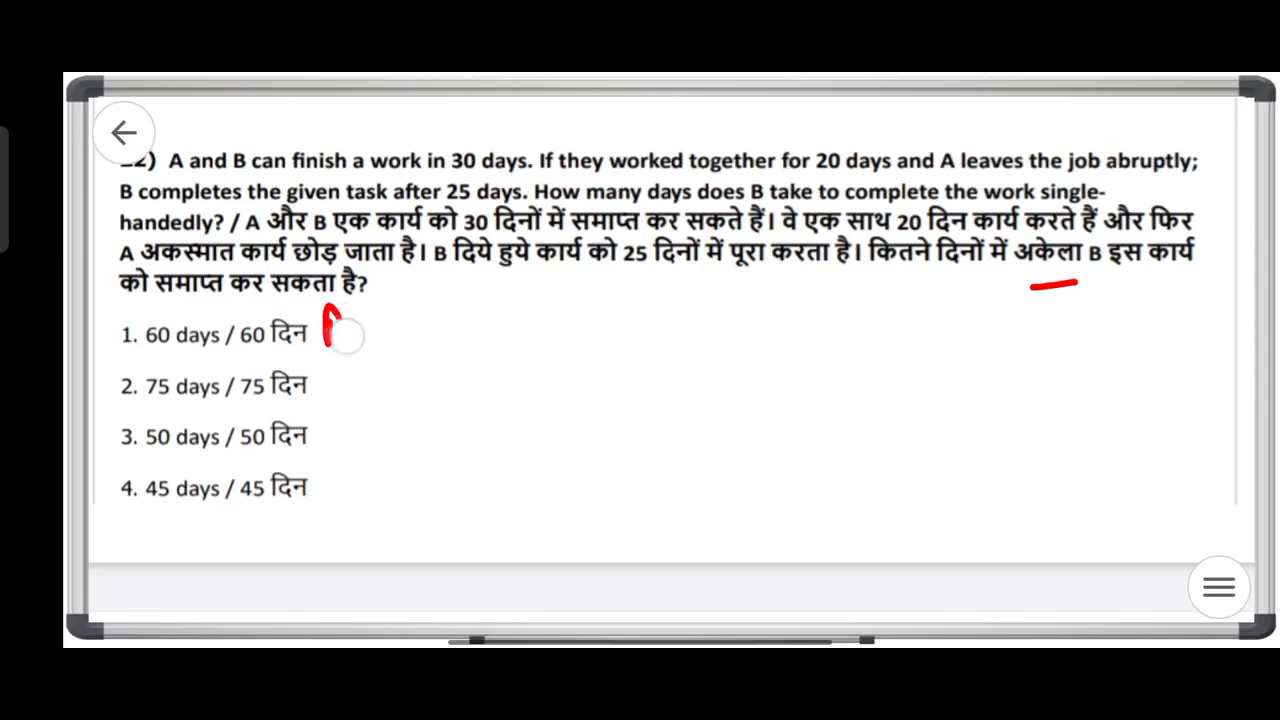 A and B can finish a work in 30 days. If they worked together for 20 days and A leaves the job abruptly;
B completes the given task after 25 days. How many days does B take to complete the work single-
handedly? / A और B एक कार्य को 30 दिनों में समाप्त कर सकते हैं। वे एक साथ 20 दिन कार्य करते हैं और फिर
A अकस्मात कार्य छोड़ जाता है। B दिये हुये कार्य को 25 दिनों में पूरा करता है। कितने दिनों में अकेला B इस कार्य
को समाप्त कर सकता है?
1. 60 days / 60 दिन
2. 75 days / 75 दिन
3. 50 days / 50 दिन
4. 45 days / 45 दिन